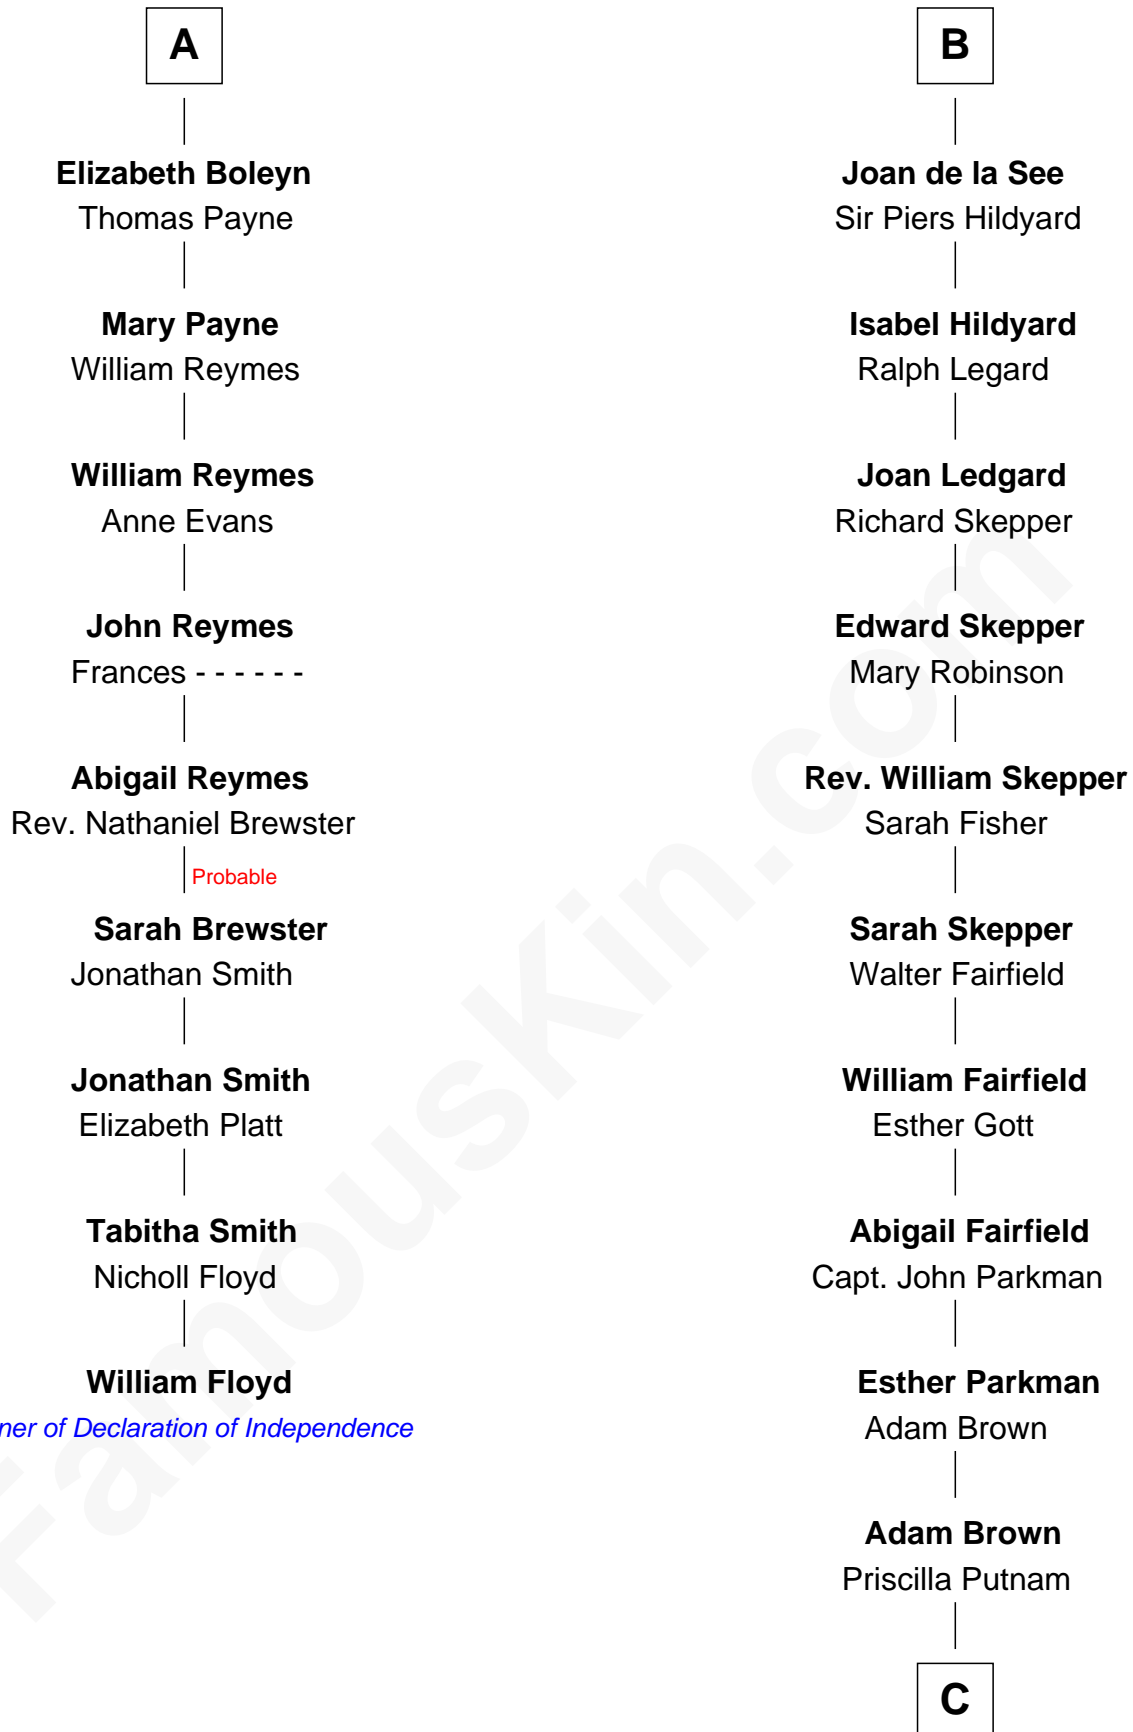 A
Elizabeth Boleyn
Thomas Payne
Mary Payne
William Reymes
William Reymes
Anne Evans
John Reymes
Frances - - - - - -
Abigail Reymes
Rev. Nathaniel Brewster
Probable
Sarah Brewster
Jonathan Smith
Jonathan Smith
Elizabeth Platt
Tabitha Smith
Nicholl Floyd
William Floyd
ner of Declaration of Independence
B
Joan de la See
Sir Piers Hildyard
Isabel Hildyard
Ralph Legard
Joan Ledgard
Richard Skepper
Edward Skepper
Mary Robinson
Rev. William Skepper
Sarah Fisher
Sarah Skepper
Walter Fairfield
William Fairfield
Esther Gott
Abigail Fairfield
Capt. John Parkman
Esther Parkman
Adam Brown
Adam Brown
Priscilla Putnam
C
FamousKin.com